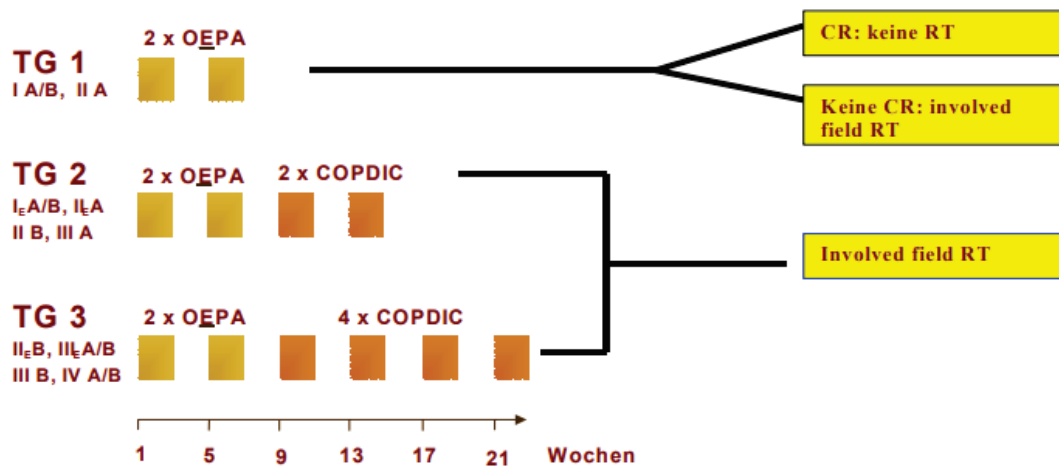 2 x OEPA
TG 1
I A/B, II A
CR: keine RT
Keine CR: involved
field RT
TG 2
2 x OEPA
2 x COPDIC
IEA/B, IIEA
II B, III A
Involved field RT
TG 3
2 x OEPA
4 x COPDIC
IIEB, IIIEA/B
III B, IV A/B
1 5 9 13 17 21 Wochen